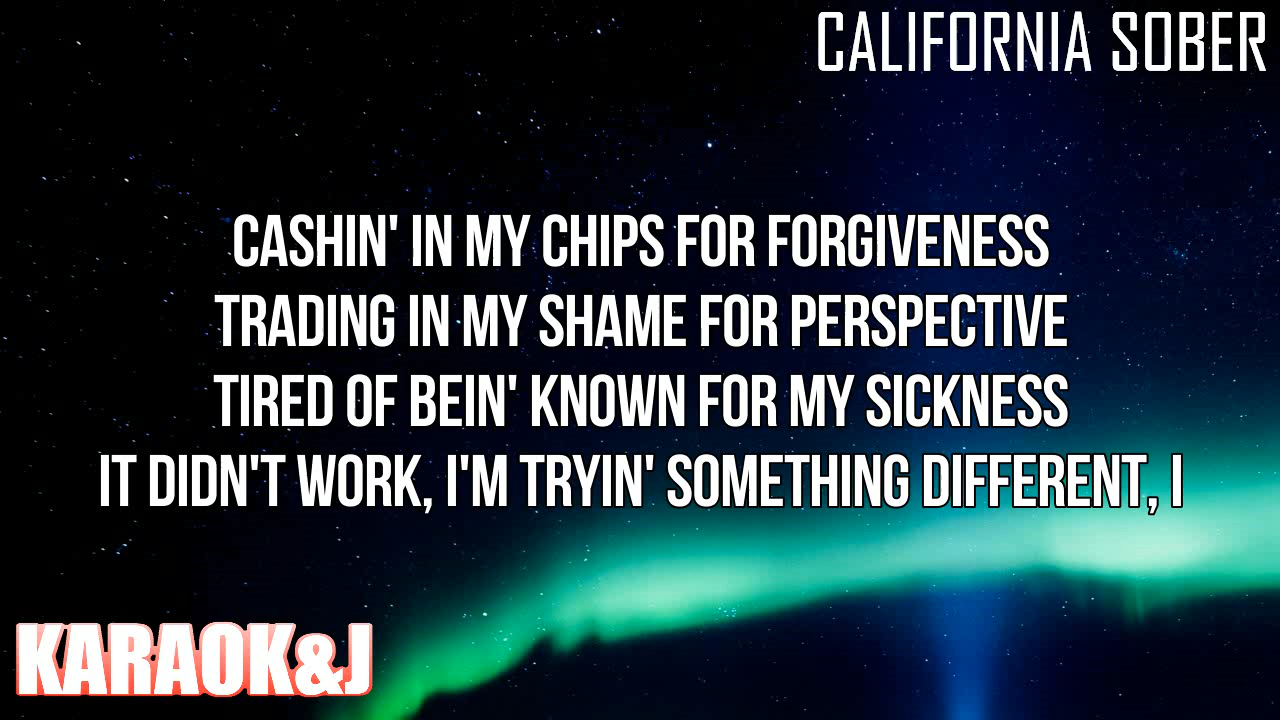 CALIFORNIA SOBER
CASHIN' IN MY CHIPS FOR FORGIVENESS
TRADING IN MY SHAME FOR PERSPECTIVE
TIRED OF BEIN' KNOWN FOR MY SICKNESS
IT DIDN'T WORK, I'M TRYIN' SOMETHING DIFFERENT, I
KARAOK&J